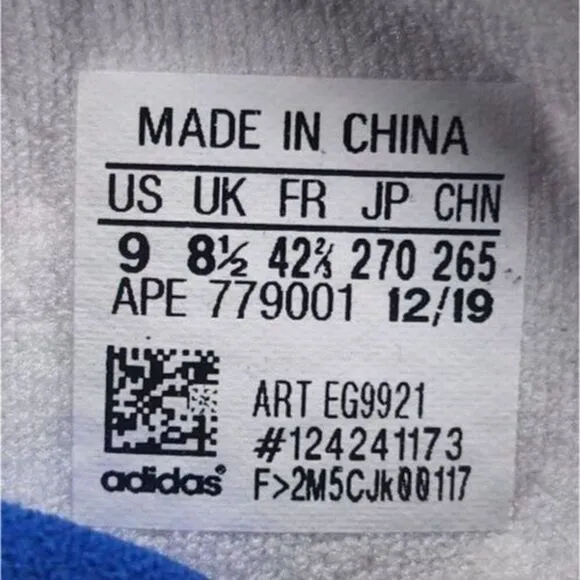 MADE IN CHINA
US UK FR JP CHN
9 8½ 42⅔ 270 265
APE 779001 12/19
ART EG9921
#124241173
adidas® F>2M5CJk00117